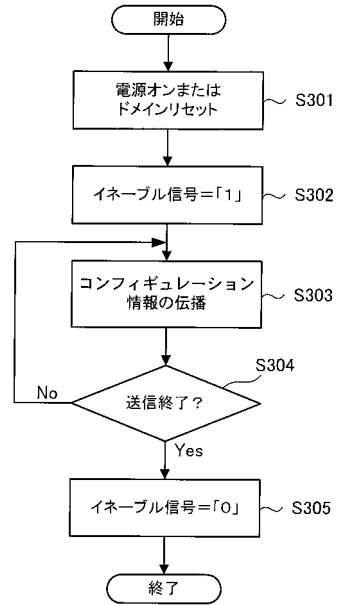 開始
電源オンまたは
ドメインリセット
S301
イネーブル信号=「1」
S302
コンフィギュレーション
情報の伝播
S303
S304
送信終了?
No
Yes
イネーブル信号=「0」
S305
終了